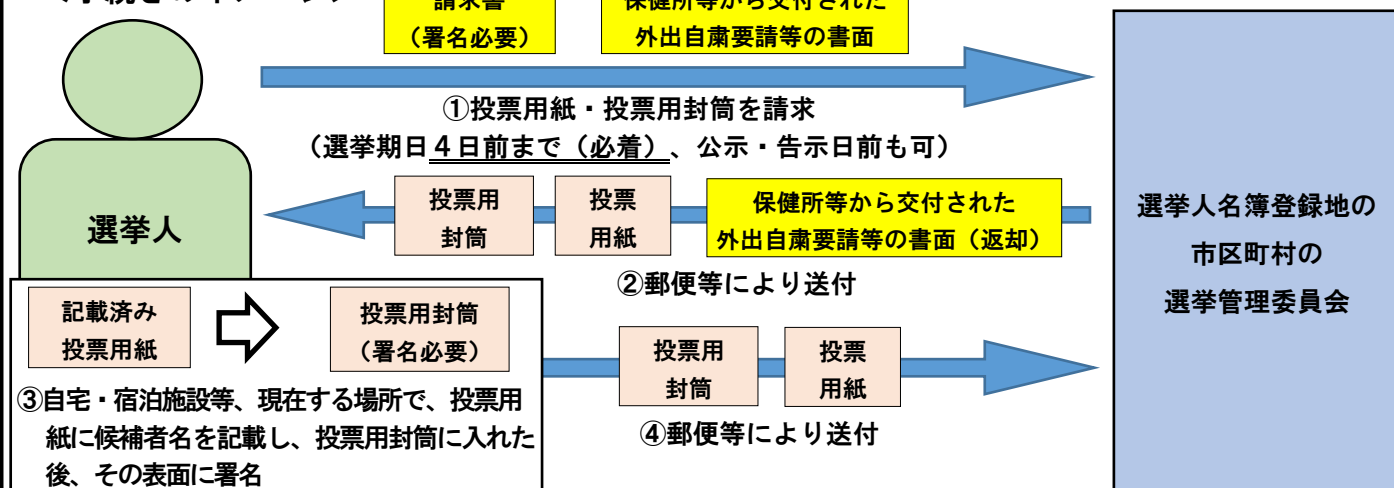 請求書
(署名必要)
保健所等から交付された
外出自粛要請等の書面
①投票用紙・投票用封筒を請求
(選挙期日4日前まで(必着)、公示・告示日前も可)
選挙人
投票用
封筒
投票
用紙
保健所等から交付された
外出自粛要請等の書面(返却)
②郵便等により送付
選挙人名簿登録地の
市区町村の
選挙管理委員会
記載済み
投票用紙
投票用封筒
(署名必要)
③自宅・宿泊施設等、現在する場所で、投票用
紙に候補者名を記載し、投票用封筒に入れた
後、その表面に署名
投票用
封筒
投票
用紙
④郵便等により送付